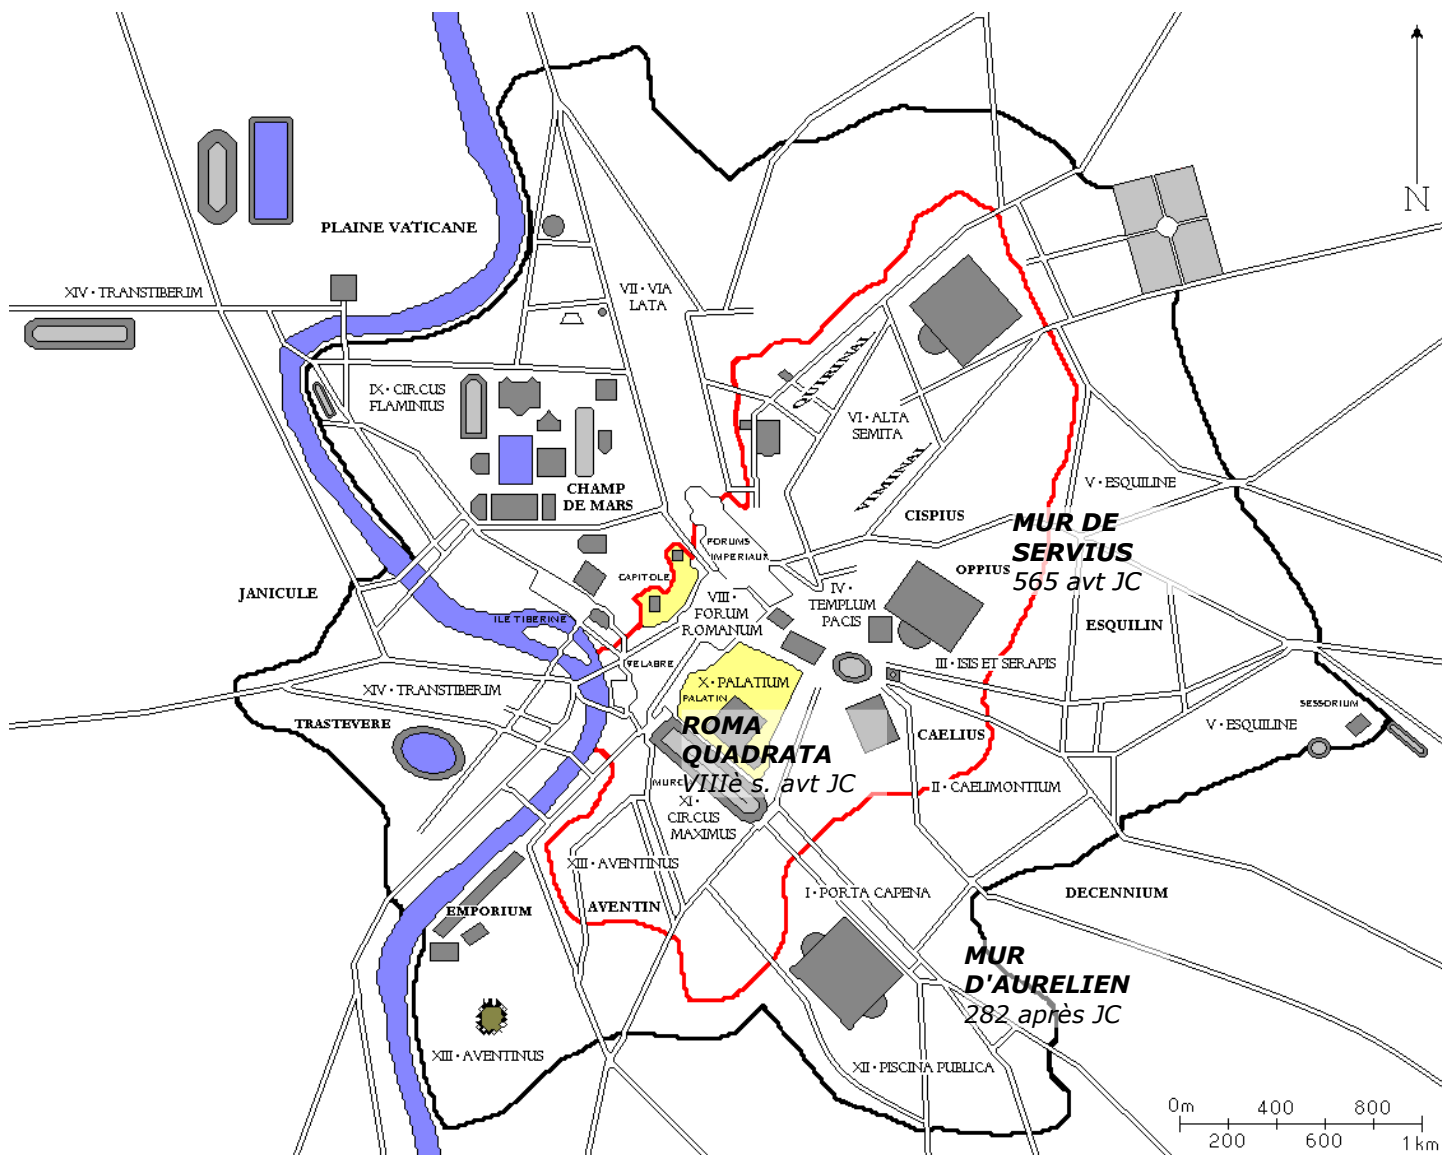 N
PLAINE VATICANE
XIV · TRANSTIBERIM
VII · VIA
LATA
IX · CIRCUS
FLAMINIUS
QUIRINAL
VI · ALTA
SEMITA
VIMINAL
V · ESQUILINE
CHAMP
DE MARS
CISPIUS
MUR DE
SERVIUS
565 avt JC
FORUMS
IMPERIAUX
OPPIUS
CAPITOLE
JANICULE
VIII ·
FORUM
ROMANUM
IV ·
TEMPLUM
PACIS
ILE TIBERINE
ESQUILIN
VELABRE
III · ISIS ET SERAPIS
XIV · TRANSTIBERIM
X · PALATIUM
PALATIN
SESSORIUM
TRASTEVERE
V · ESQUILINE
ROMA
QUADRATA
VIIIè s. avt JC
CAELIUS
MURC
XI ·
CIRCUS
MAXIMUS
II · CAELIMONTIUM
XIII · AVENTINUS
I · PORTA CAPENA
DECENNIUM
EMPORIUM
AVENTIN
MUR
D'AURELIEN
282 après JC
XIII · AVENTINUS
XII · PISCINA PUBLICA
0m 400 800
200 600 1km